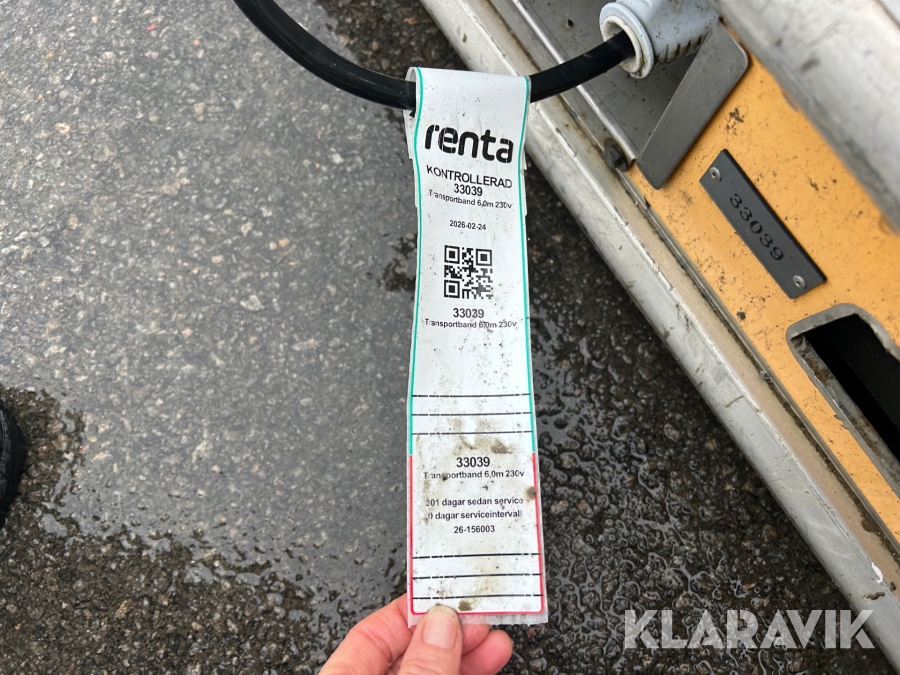 renta
KONTROLLERAD
33039
Transportband 6,0m 230v
2026-02-24
33039
Transportband 6,0m 230v
33039
Transportband 6,0m 230v
301 dagar sedan service
0 dagar serviceintervall
26-156003
33039
KLARAVIK